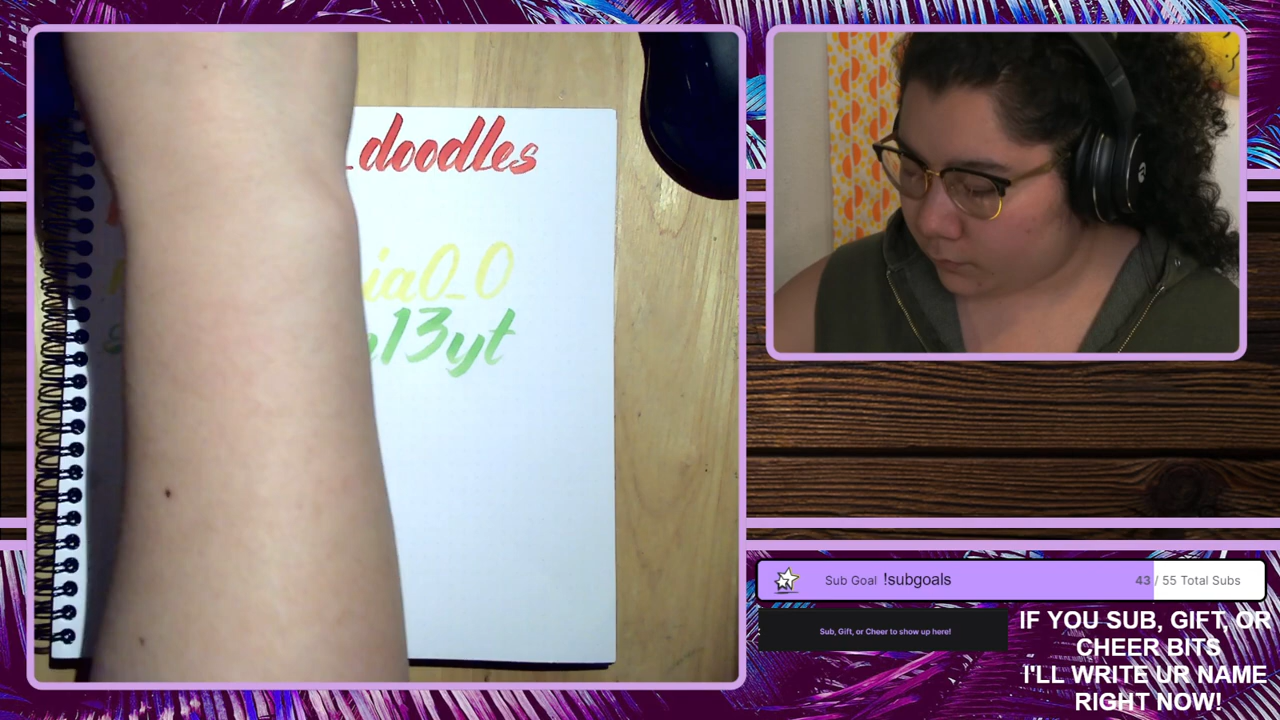 _doodles
ia0_0
13yt
Sub Goal !subgoals
43 / 55 Total Subs
Sub, Gift, or Cheer to show up here!
IF YOU SUB, GIFT, OR
CHEER BITS
I'LL WRITE UR NAME
RIGHT NOW!